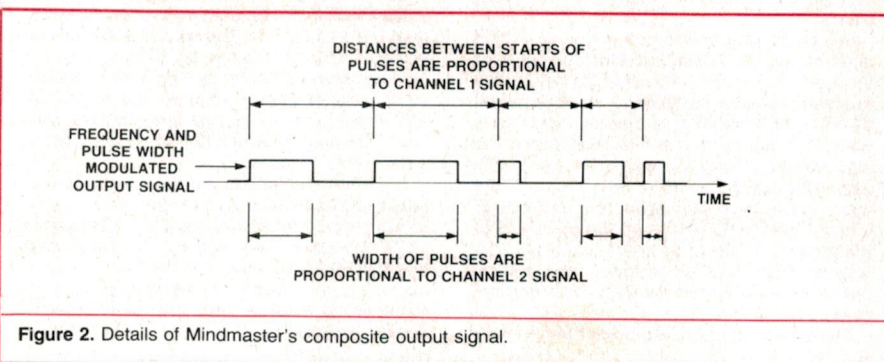 DISTANCES BETWEEN STARTS OF
PULSES ARE PROPORTIONAL
TO CHANNEL 1 SIGNAL
FREQUENCY AND
PULSE WIDTH
MODULATED
OUTPUT SIGNAL
TIME
WIDTH OF PULSES ARE
PROPORTIONAL TO CHANNEL 2 SIGNAL
Figure 2. Details of Mindmaster's composite output signal.